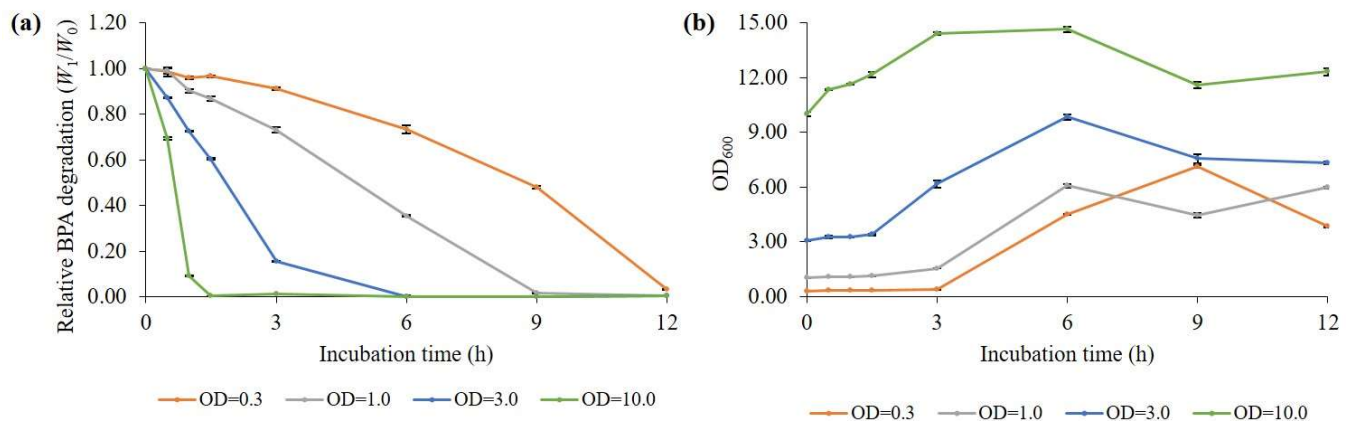 (a)
Relative BPA degradation (W₁/W₀)
1.20
1.00
0.80
0.60
0.40
0.20
0.00
0 3 6 9 12
Incubation time (h)
OD=0.3 OD=1.0 OD=3.0 OD=10.0
(b)
OD₆₀₀
15.00
12.00
9.00
6.00
3.00
0.00
0 3 6 9 12
Incubation time (h)
OD=0.3 OD=1.0 OD=3.0 OD=10.0